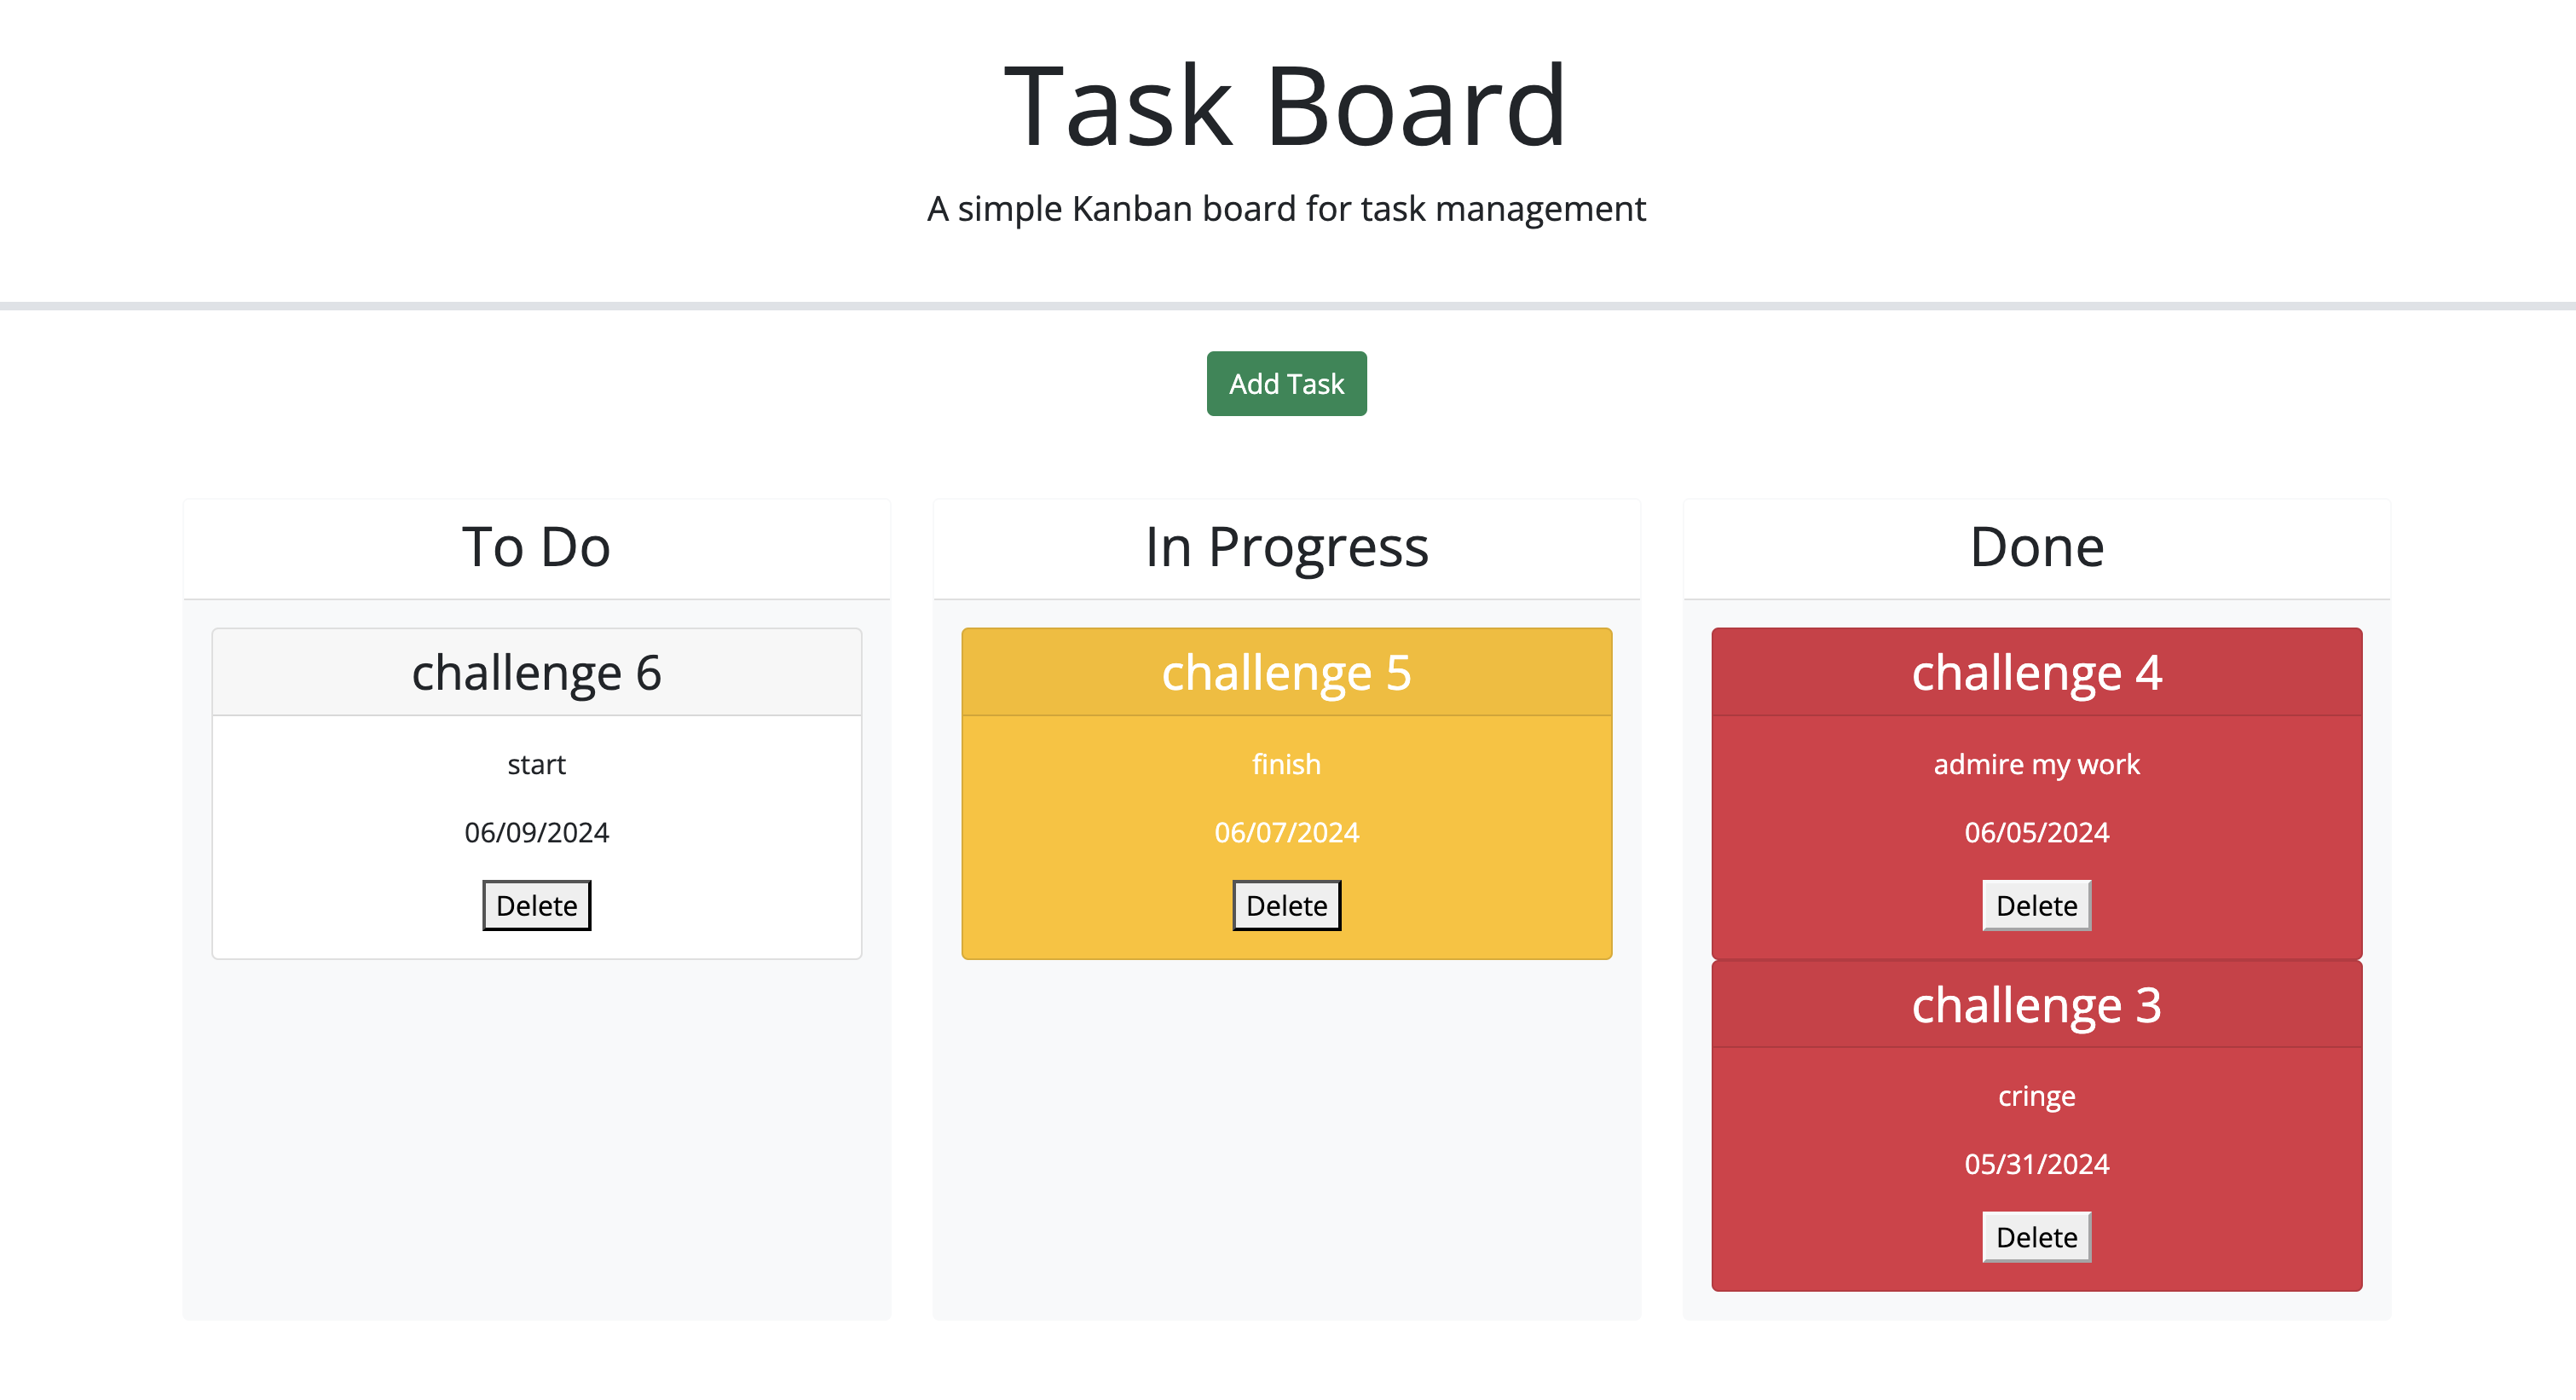 Task Board
A simple Kanban board for task management
Add Task
To Do
challenge 6
start
06/09/2024
Delete
In Progress
challenge 5
finish
06/07/2024
Delete
Done
challenge 4
admire my work
06/05/2024
Delete
challenge 3
cringe
05/31/2024
Delete